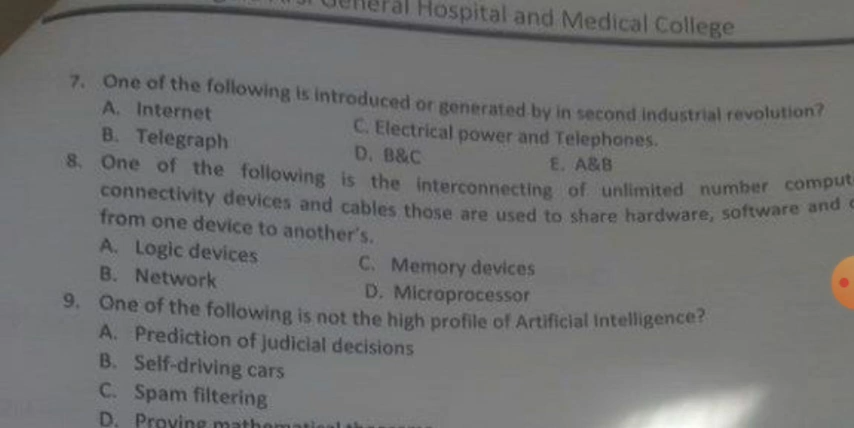 General Hospital and Medical College
7. One of the following is introduced or generated by in second industrial revolution?
A. Internet C. Electrical power and Telephones.
B. Telegraph D. B&C E. A&B
8. One of the following is the interconnecting of unlimited number
connectivity devices and cables those are used to share hardware, software and
from one device to another's.
A. Logic devices C. Memory devices
B. Network D. Microprocessor
9. One of the following is not the high profile of Artificial Intelligence?
A. Prediction of judicial decisions
B. Self-driving cars
C. Spam filtering
D. Proving